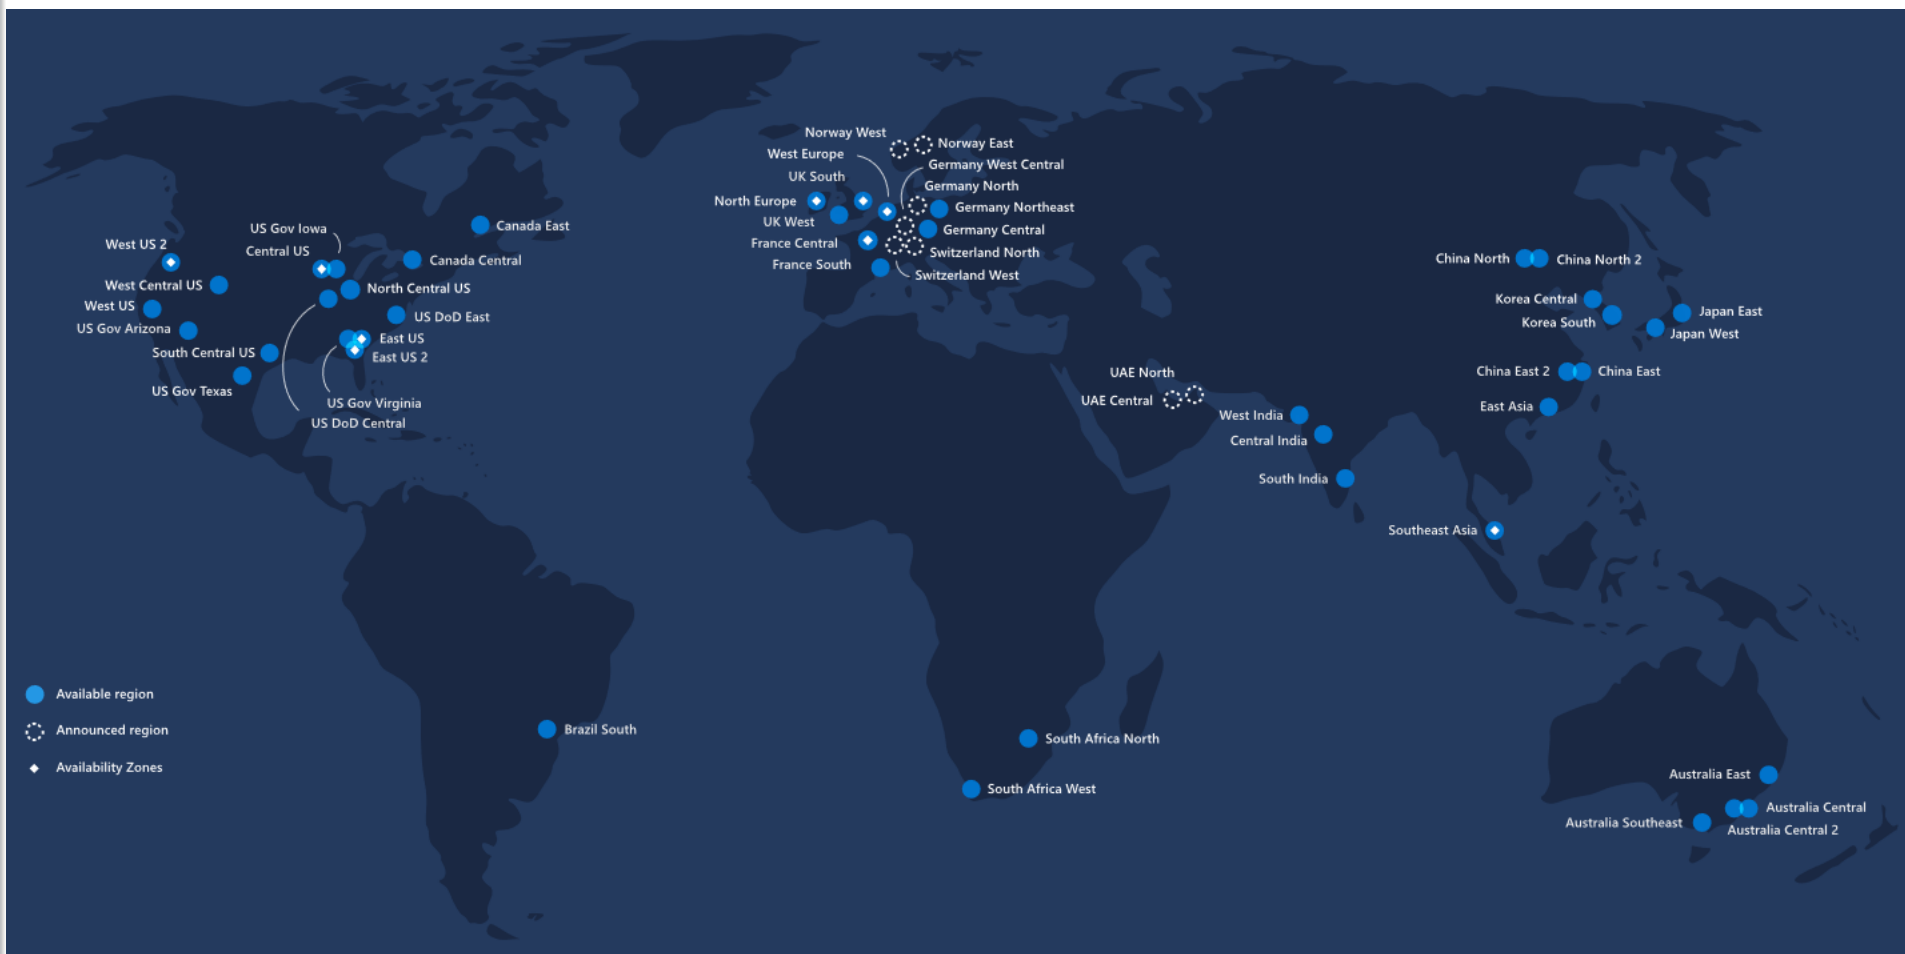 West US 2
West Central US
West US
US Gov Arizona
South Central US
US Gov Texas
US Gov Iowa
Central US
Canada East
Canada Central
North Central US
US DoD East
East US
East US 2
US Gov Virginia
US DoD Central
Brazil South
Norway West
Norway East
West Europe
Germany West Central
UK South
Germany North
North Europe
Germany Northeast
UK West
Germany Central
France Central
Switzerland North
France South
Switzerland West
UAE North
UAE Central
South Africa North
South Africa West
West India
Central India
South India
China North
China North 2
Korea Central
Korea South
Japan East
Japan West
China East 2
China East
East Asia
Southeast Asia
Australia East
Australia Central
Australia Southeast
Australia Central 2
Available region
Announced region
Availability Zones